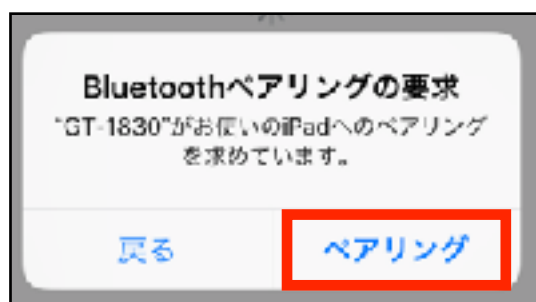 Bluetoothペアリングの要求
“GT-1830”がお使いのiPadへのペアリング
を求めています。
戻る
ペアリング